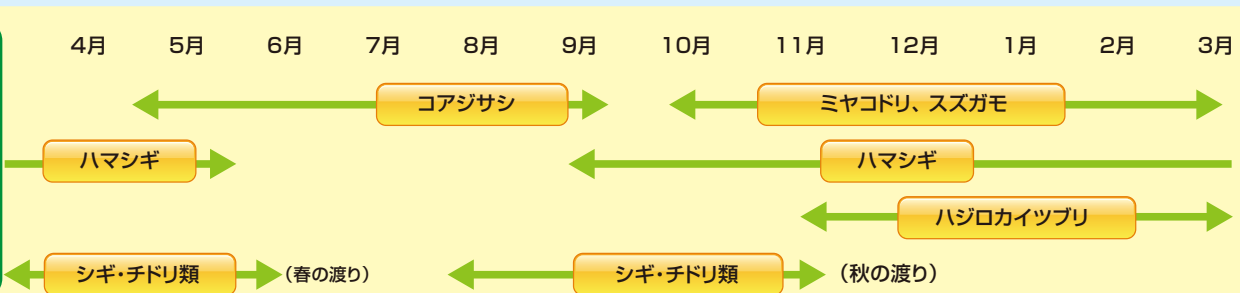 4月 5月 6月 7月 8月 9月 10月 11月 12月 1月 2月 3月
コアジサシ ミヤコドリ、スズガモ
ハマシギ ハマシギ
ハジロカイツブリ
シギ・チドリ類 (春の渡り) シギ・チドリ類 (秋の渡り)